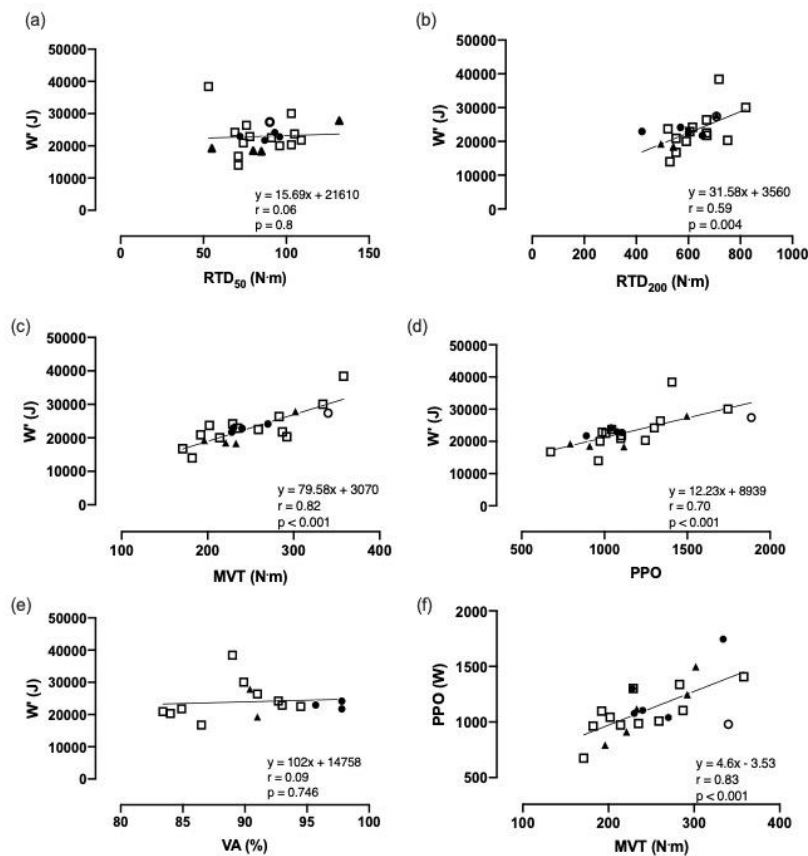 (a)
50000
40000
30000
20000
10000
0
W' (J)
y = 15.69x + 21610
r = 0.06
p = 0.8
0 50 100 150
RTD₅₀ (N·m)
(b)
50000
40000
30000
20000
10000
0
W' (J)
y = 31.58x + 3560
r = 0.59
p = 0.004
0 200 400 600 800 1000
RTD₂₀₀ (N·m)
(c)
50000
40000
30000
20000
10000
0
W' (J)
y = 79.58x + 3070
r = 0.82
p < 0.001
100 200 300 400
MVT (N·m)
(d)
50000
40000
30000
20000
10000
0
W' (J)
y = 12.23x + 8939
r = 0.70
p < 0.001
500 1000 1500 2000
PPO
(e)
50000
40000
30000
20000
10000
0
W' (J)
y = 102x + 14758
r = 0.09
p = 0.746
80 85 90 95 100
VA (%)
(f)
2000
1500
1000
500
PPO (W)
y = 4.6x - 3.53
r = 0.83
p < 0.001
100 200 300 400
MVT (N·m)